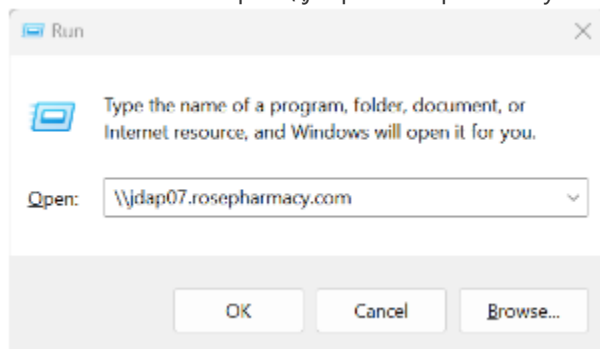 Run
Type the name of a program, folder, document, or
Internet resource, and Windows will open it for you.
Open:
\\jdap07.rosepharmacy.com
OK
Cancel
Browse...